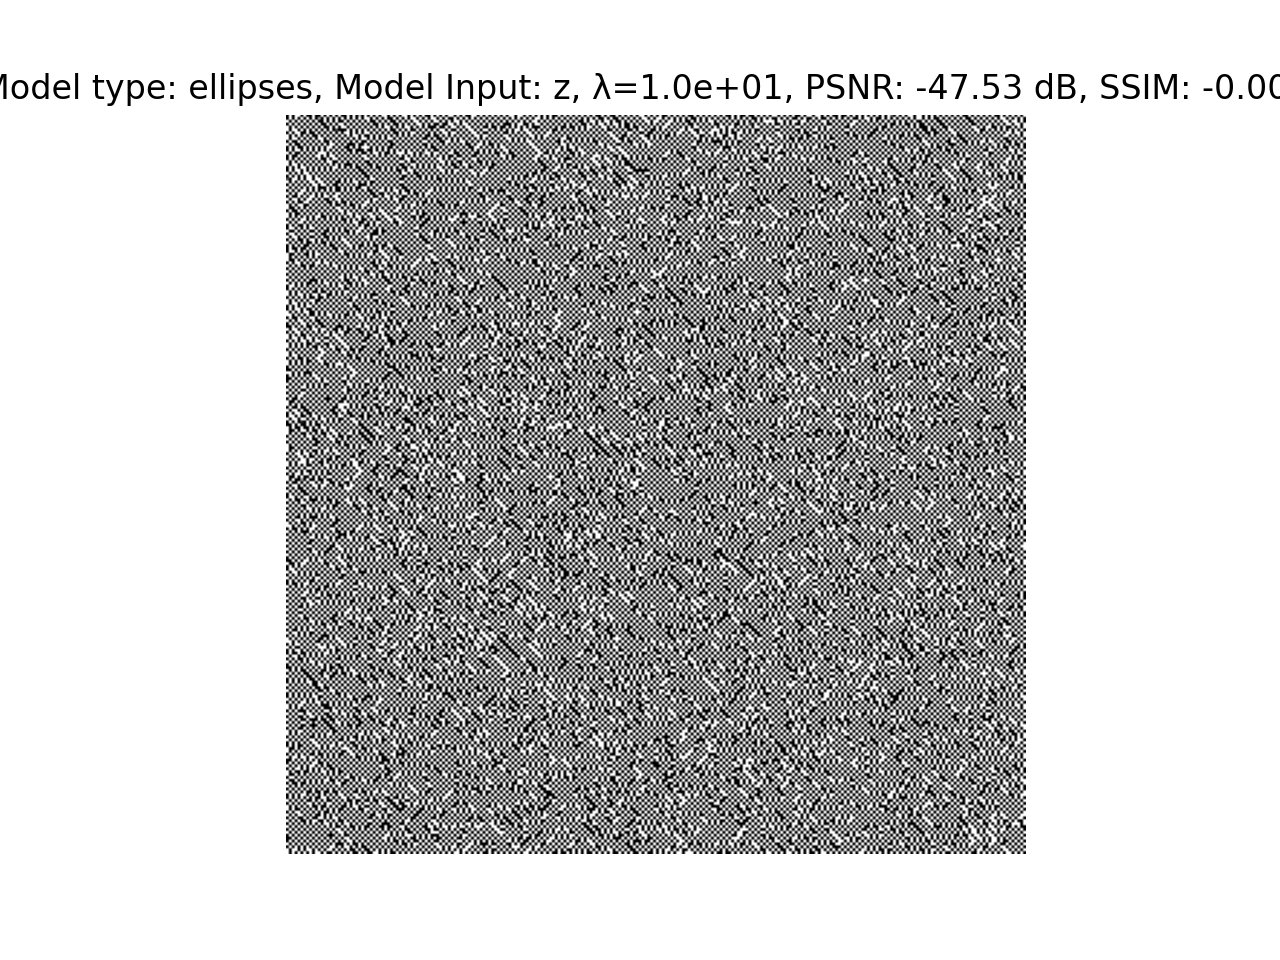 Model type: ellipses, Model Input: z, λ=1.0e+01, PSNR: -47.53 dB, SSIM: -0.00